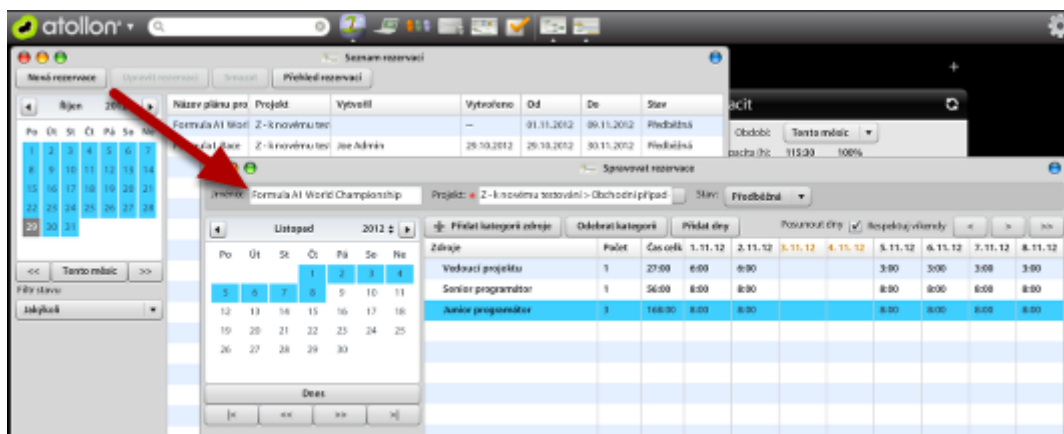 atollon
Seznam rezervací
Nová rezervace Upravit rezervaci Smazat Přehled rezervací
Říjen
Po Út St Čt Pá So Ne
1 2 3 4 5 6 7
8 9 10 11 12 13 14
15 16 17 18 19 20 21
22 23 24 25 26 27 28
29 30 31
<< Tento měsíc >>
Filtr stavu
Jakýkoli
Název plánu pro Projekt Vytvořil Vytvořeno Od Do Stav
Formula A1 Worl Z - k novému tes — 01.11.2012 09.11.2012 Předběžná
Race Z - k novému tes Joe Admin 29.10.2012 29.10.2012 30.11.2012 Předběžná
Období: Tento měsíc
115:30 100%
Spravovat rezervace
Jméno: Formula A1 World Championship Projekt: Z - k novému testování > Obchodní případ Stav: Předběžná
Listopad 2012
Po Út St Čt Pá So Ne
1 2 3 4
5 6 7 8 9 10 11
12 13 14 15 16 17 18
19 20 21 22 23 24 25
26 27 28 29 30
Dnes
|< << >> >|
Přidat kategorii zdroje Odebrat kategorii Přidat dny Posunout dny Respektuj víkendy < > >>
Zdroje Počet Čas celk 1.11.12 2.11.12 3.11.12 4.11.12 5.11.12 6.11.12 7.11.12 8.11.12
Vedoucí projektu 1 27:00 6:00 6:00 3:00 3:00 3:00 3:00
Senior programátor 1 56:00 8:00 8:00 8:00 8:00 8:00 8:00
Junior programátor 3 168:00 8:00 8:00 8:00 8:00 8:00 8:00